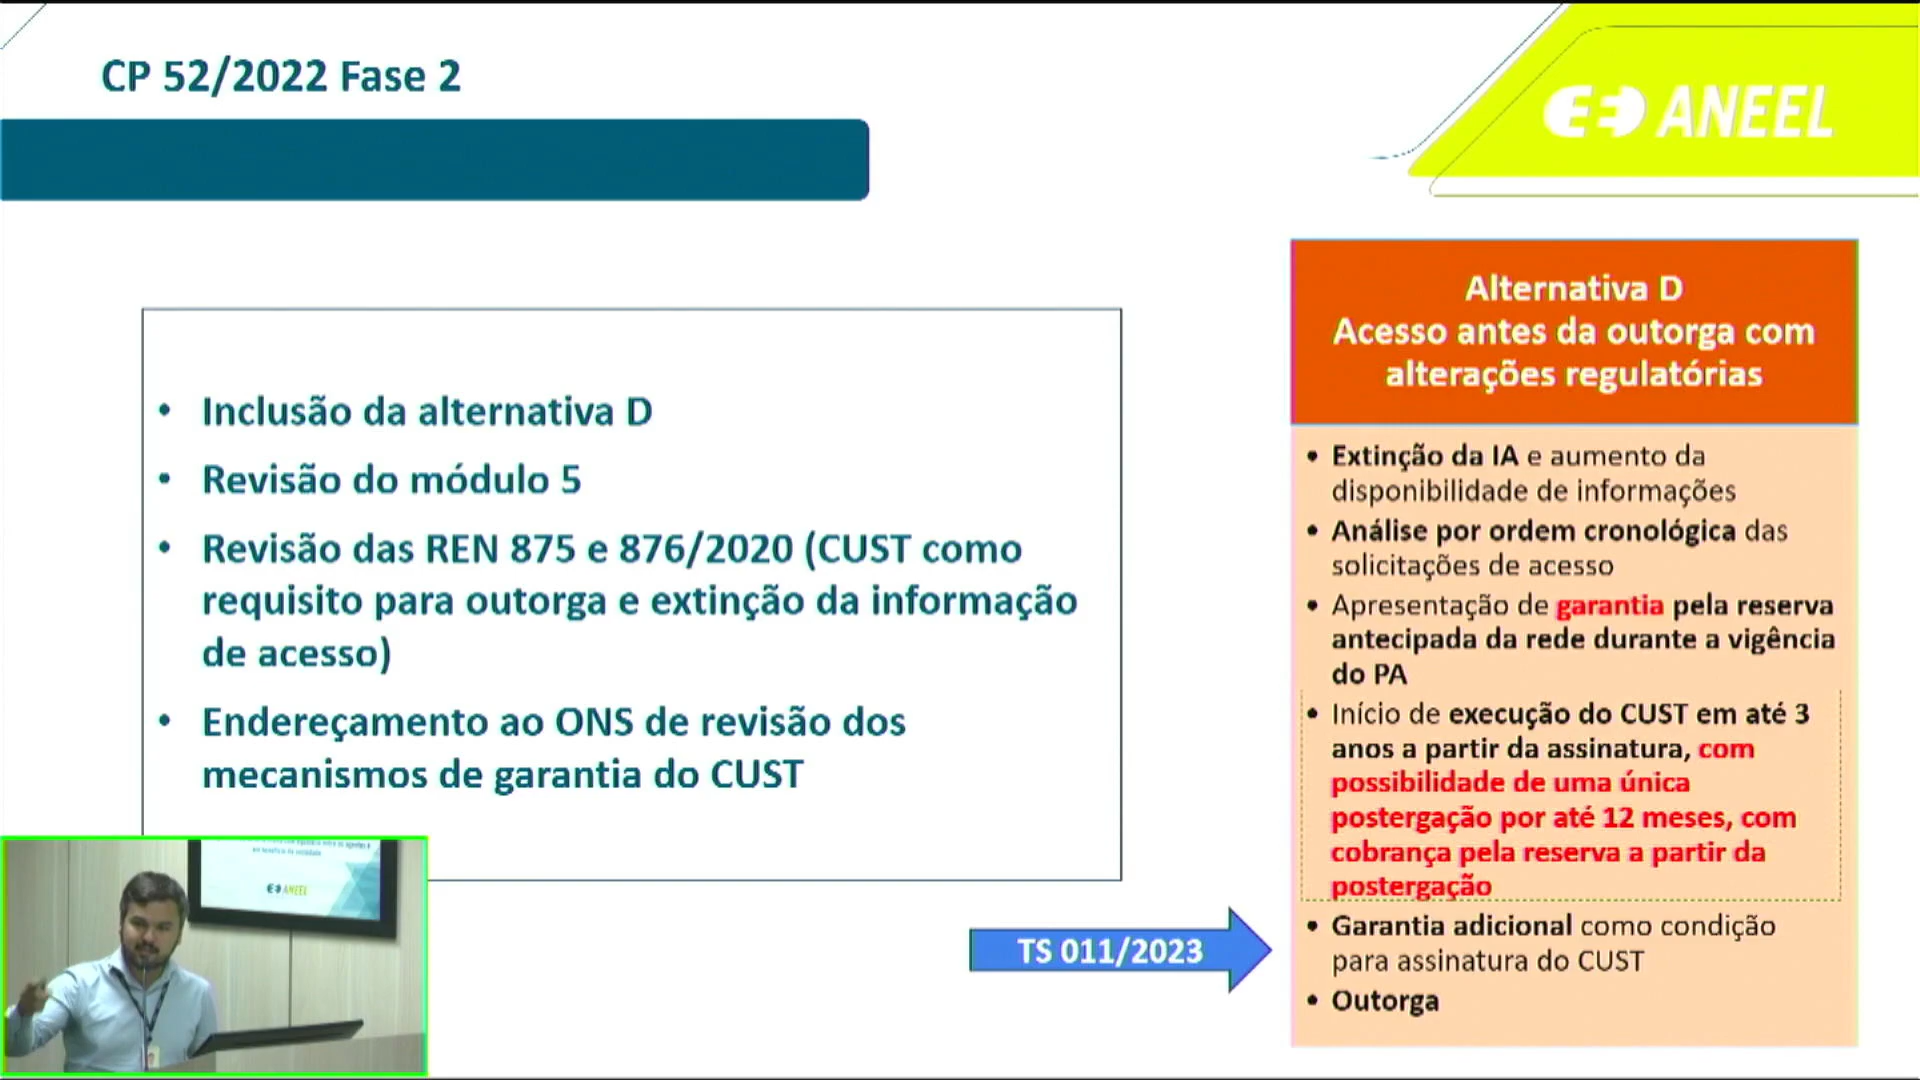 CP 52/2022 Fase 2
ANEEL
• Inclusão da alternativa D
• Revisão do módulo 5
• Revisão das REN 875 e 876/2020 (CUST como
requisito para outorga e extinção da informação
de acesso)
• Endereçamento ao ONS de revisão dos
mecanismos de garantia do CUST
TS 011/2023
Alternativa D
Acesso antes da outorga com
alterações regulatórias
• Extinção da IA e aumento da
disponibilidade de informações
• Análise por ordem cronológica das
solicitações de acesso
• Apresentação de garantia pela reserva
antecipada da rede durante a vigência
do PA
• Início de execução do CUST em até 3
anos a partir da assinatura, com
possibilidade de uma única
postergação por até 12 meses, com
cobrança pela reserva a partir da
postergação
• Garantia adicional como condição
para assinatura do CUST
• Outorga
ANEEL